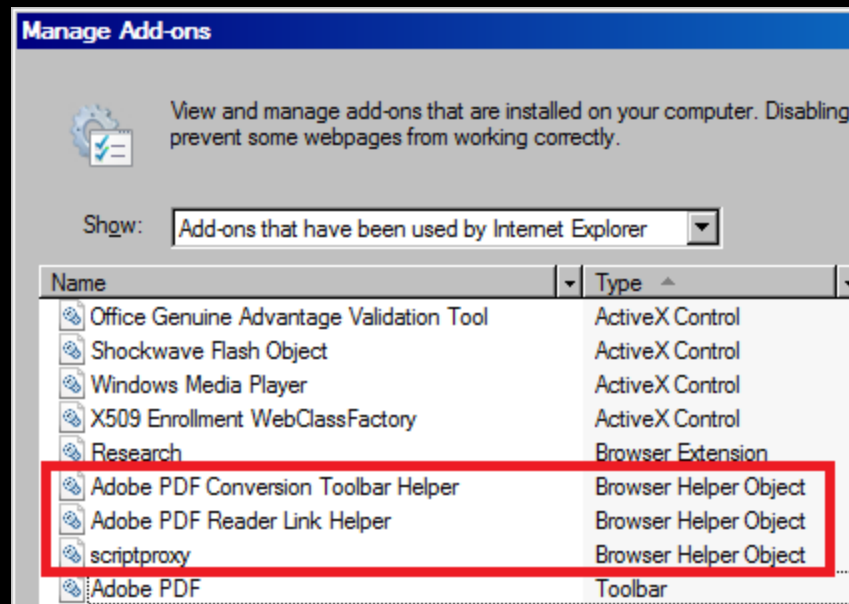 Manage Add-ons
View and manage add-ons that are installed on your computer. Disabling
prevent some webpages from working correctly.
Show: Add-ons that have been used by Internet Explorer
Name Type
Office Genuine Advantage Validation Tool ActiveX Control
Shockwave Flash Object ActiveX Control
Windows Media Player ActiveX Control
X509 Enrollment WebClassFactory ActiveX Control
Research Browser Extension
Adobe PDF Conversion Toolbar Helper Browser Helper Object
Adobe PDF Reader Link Helper Browser Helper Object
scriptproxy Browser Helper Object
Adobe PDF Toolbar